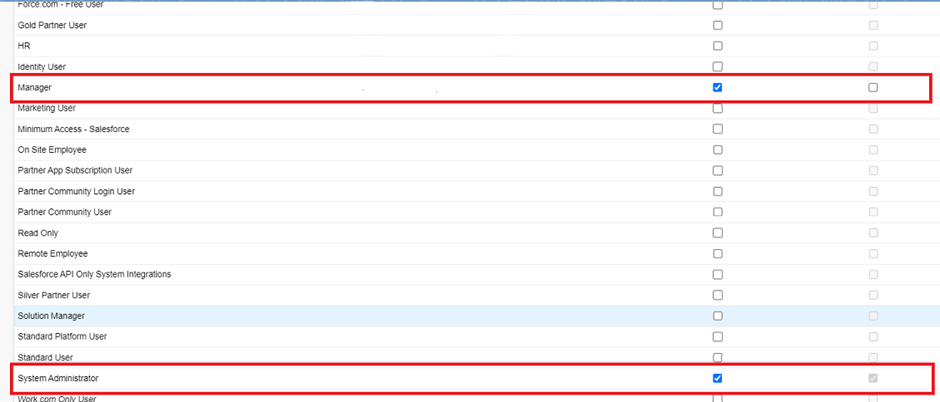 Force.com - Free User
Gold Partner User
HR
Identity User
Manager
Marketing User
Minimum Access - Salesforce
On Site Employee
Partner App Subscription User
Partner Community Login User
Partner Community User
Read Only
Remote Employee
Salesforce API Only System Integrations
Silver Partner User
Solution Manager
Standard Platform User
Standard User
System Administrator
Work.com Only User